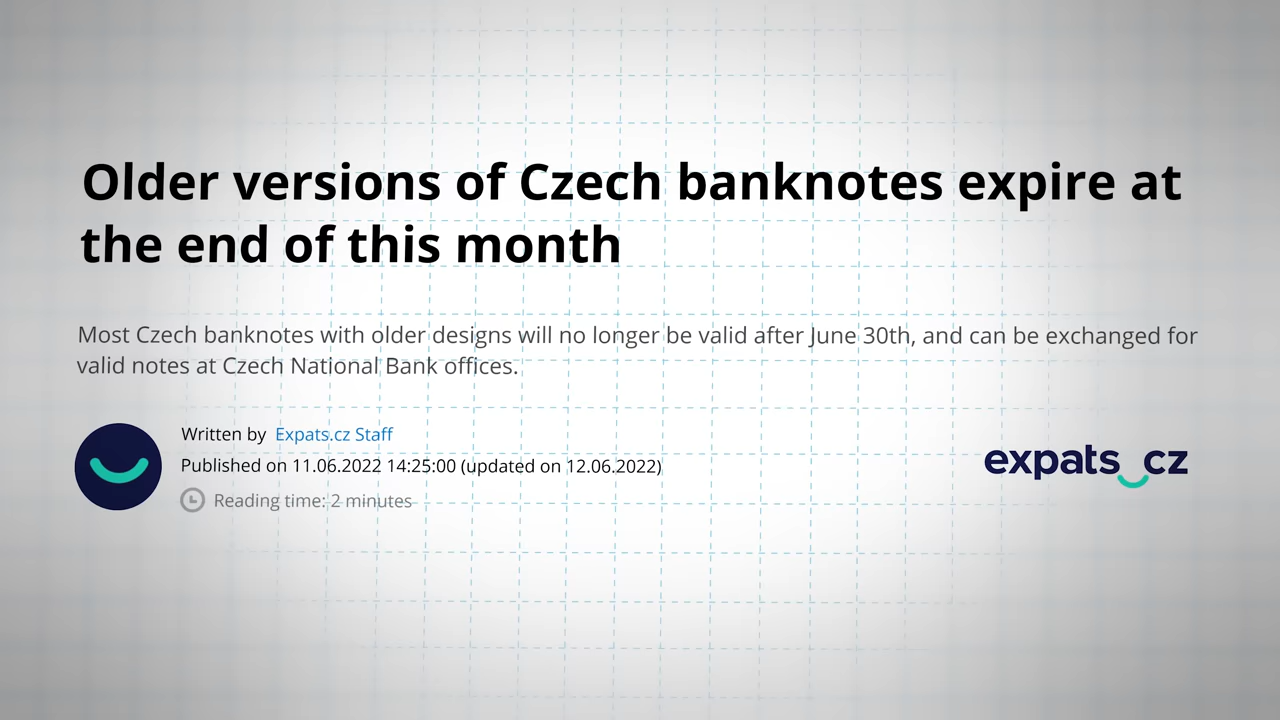 Older versions of Czech banknotes expire at
the end of this month
Most Czech banknotes with older designs will no longer be valid after June 30th, and can be exchanged for
valid notes at Czech National Bank offices.
Written by Expats.cz Staff
Published on 11.06.2022 14:25:00 (updated on 12.06.2022)
Reading time: 2 minutes
expats_cz